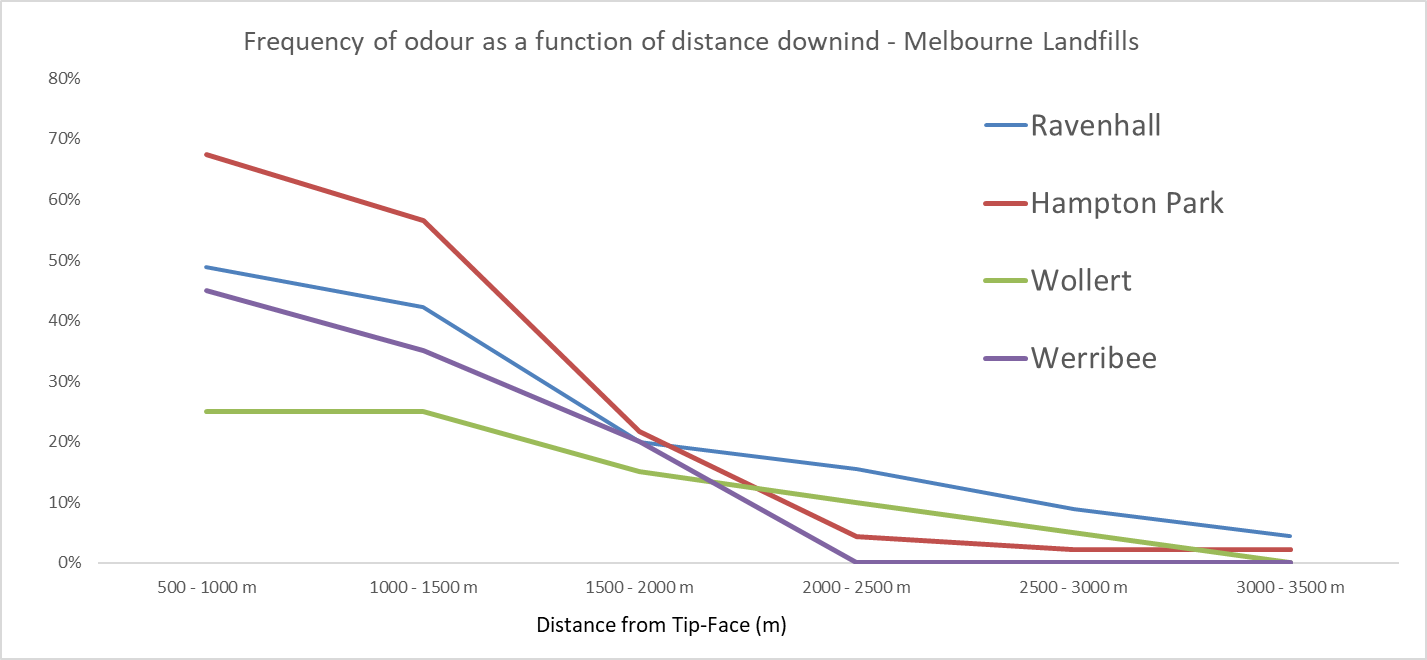 Frequency of odour as a function of distance downind - Melbourne Landfills
80%
70%
60%
50%
40%
30%
20%
10%
0%
Ravenhall
Hampton Park
Wollert
Werribee
500 - 1000 m 1000 - 1500 m 1500 - 2000 m 2000 - 2500 m 2500 - 3000 m 3000 - 3500 m
Distance from Tip-Face (m)